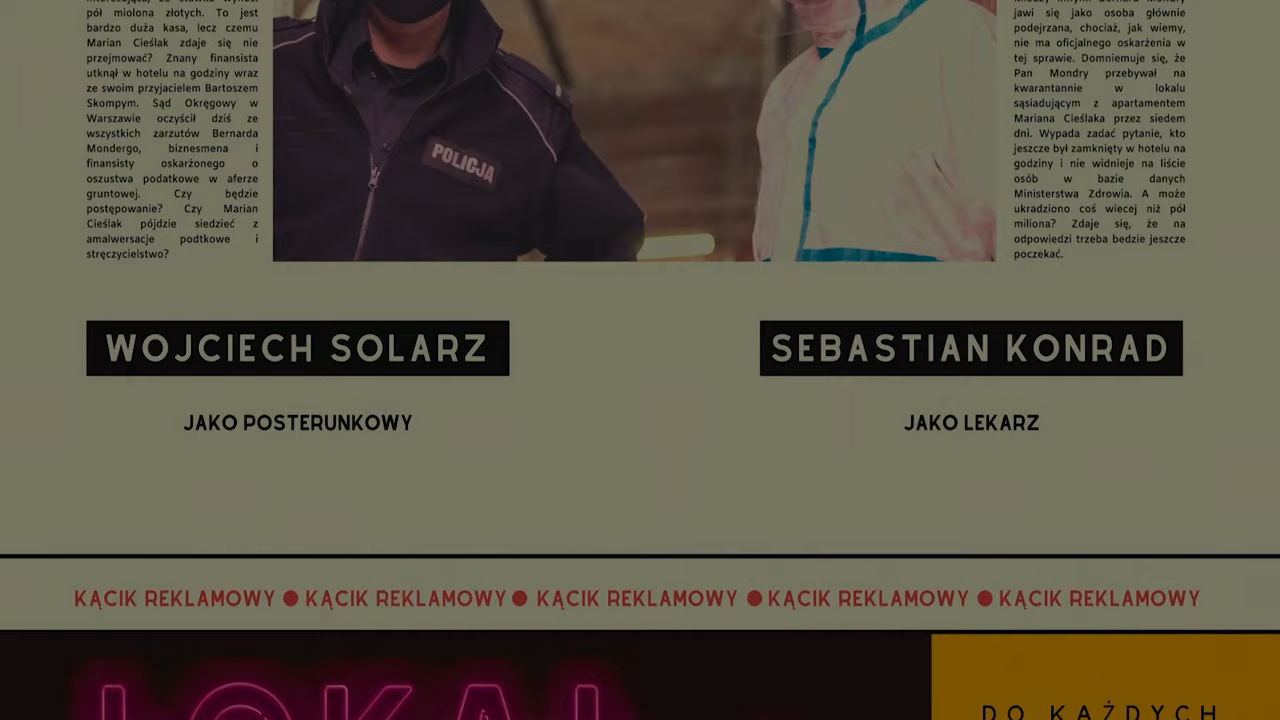 pół miolona złotych. To jest
bardzo duża kasa, lecz czemu
Marian Cieślak zdaje się nie
przejmować? Znany finansista
utknął w hotelu na godziny wraz
ze swoim przyjacielem Bartoszem
Skompym. Sąd Okręgowy w
Warszawie oczyścił dziś ze
wszystkich zarzutów Bernarda
Mondergo, biznesmena i
finansisty oskarżonego o
oszustwa podatkowe w aferze
gruntowej. Czy będzie
postępowanie? Czy Marian
Cieślak pójdzie siedzieć z
amalwersacje podtkowe i
stręczycielstwo?
POLICJA
jawi się jako osoba głównie
podejrzana, chociaż, jak wiemy,
nie ma oficjalnego oskarżenia w
tej sprawie. Domniemuje się, że
Pan Mondry przebywał na
kwarantannie w lokalu
sąsiadującym z apartamentem
Mariana Cieślaka przez siedem
dni. Wypada zadać pytanie, kto
jeszcze był zamknięty w hotelu na
godziny i nie widnieje na liście
osób w bazie danych
Ministerstwa Zdrowia. A może
ukradziono coś wiecej niż pół
miliona? Zdaje się, że na
odpowiedzi trzeba bedzie jeszcze
poczekać.
WOJCIECH SOLARZ
JAKO POSTERUNKOWY
SEBASTIAN KONRAD
JAKO LEKARZ
KĄCIK REKLAMOWY ● KĄCIK REKLAMOWY ● KĄCIK REKLAMOWY ● KĄCIK REKLAMOWY ● KĄCIK REKLAMOWY
LOKAL
DO KAŻDYCH